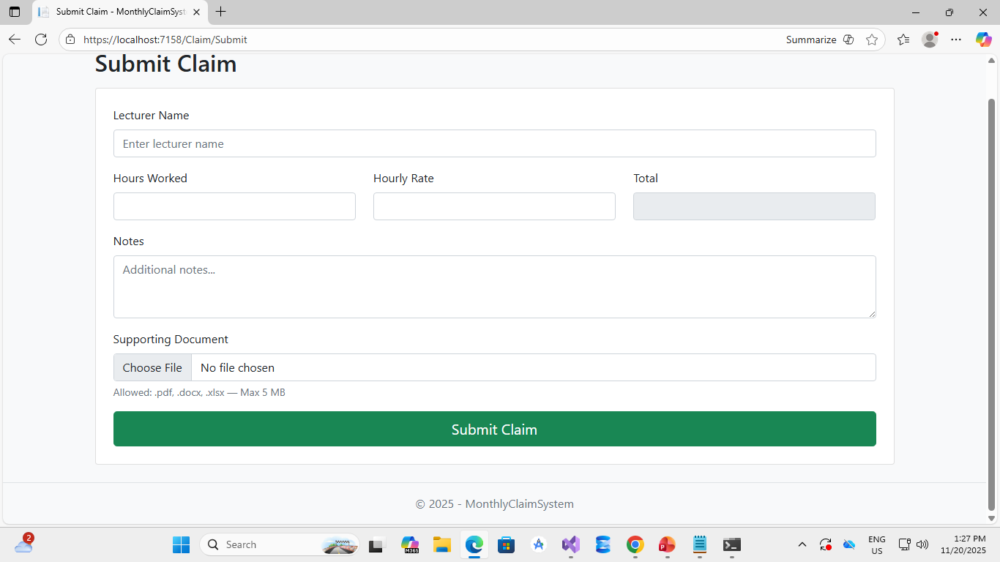 Submit Claim - MonthlyClaimSyst
https://localhost:7158/Claim/Submit
Summarize
Submit Claim
Lecturer Name
Enter lecturer name
Hours Worked Hourly Rate Total
Notes
Additional notes...
Supporting Document
Choose File No file chosen
Allowed: .pdf, .docx, .xlsx — Max 5 MB
Submit Claim
© 2025 - MonthlyClaimSystem
2
Search
M365
ENG
US
1:27 PM
11/20/2025